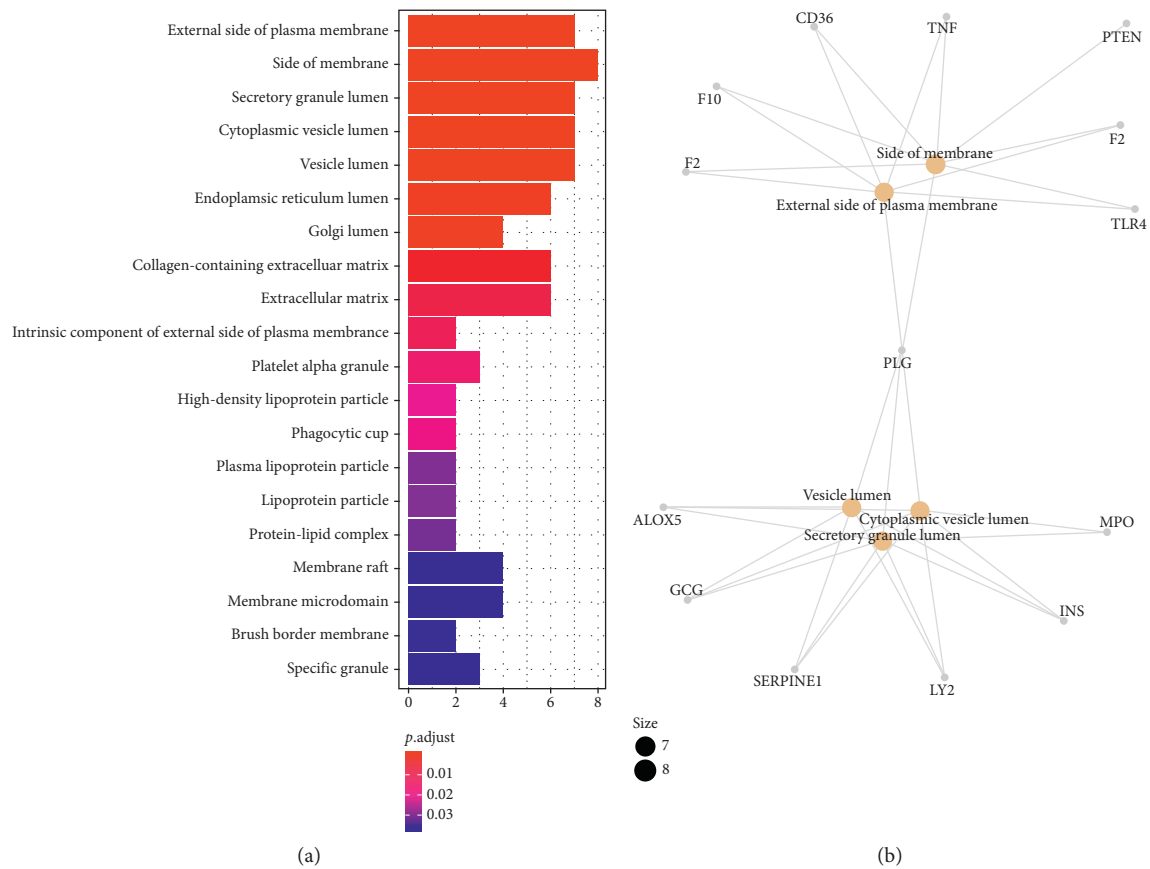 External side of plasma membrane
Side of membrane
Secretory granule lumen
Cytoplasmic vesicle lumen
Vesicle lumen
Endoplamsic reticulum lumen
Golgi lumen
Collagen-containing extracelluar matrix
Extracellular matrix
Intrinsic component of external side of plasma membrance
Platelet alpha granule
High-density lipoprotein particle
Phagocytic cup
Plasma lipoprotein particle
Lipoprotein particle
Protein-lipid complex
Membrane raft
Membrane microdomain
Brush border membrane
Specific granule
0 2 4 6 8
p.adjust
0.01
0.02
0.03
(a)
CD36
TNF
PTEN
F10
F2
Side of membrane
F2
External side of plasma membrane
TLR4
PLG
Vesicle lumen
ALOX5
Cytoplasmic vesicle lumen
MPO
Secretory granule lumen
GCG
INS
SERPINE1
LY2
Size
7
8
(b)